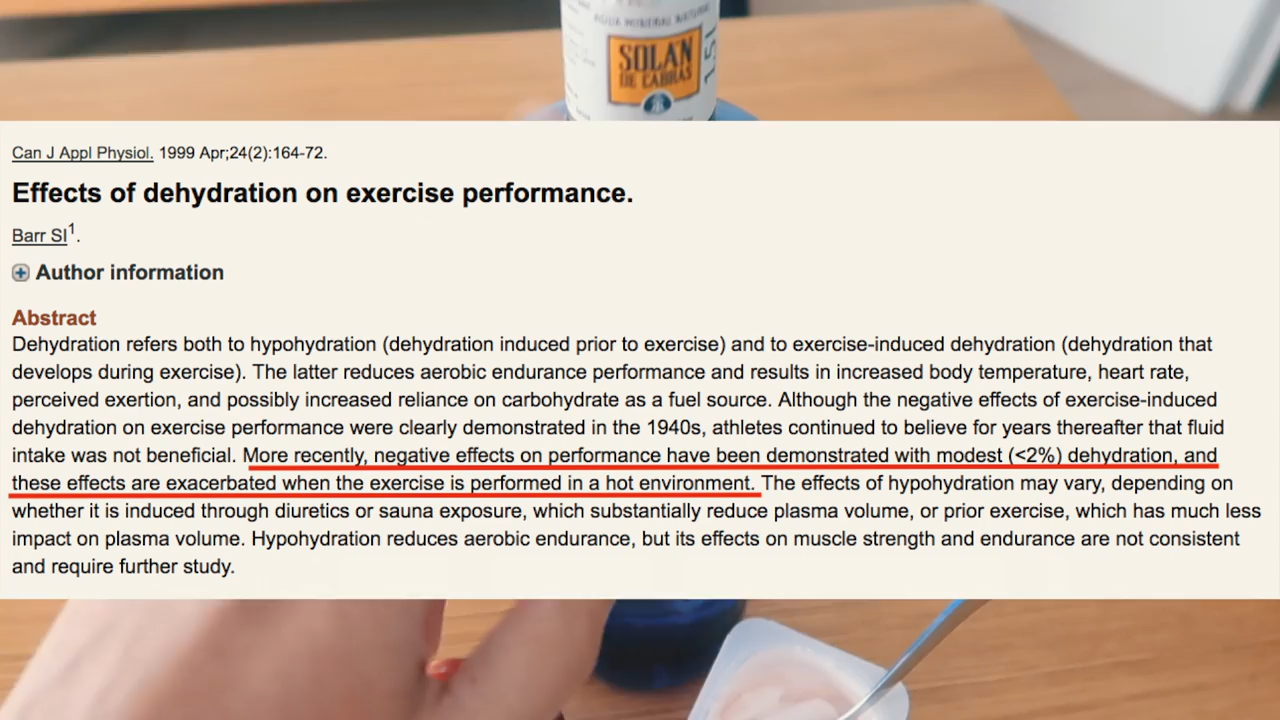 AGUA MINERAL NATURAL
SOLÁN
DE CABRAS
1.5L
Can J Appl Physiol. 1999 Apr;24(2):164-72.
Effects of dehydration on exercise performance.
Barr SI1.
Author information
Abstract
Dehydration refers both to hypohydration (dehydration induced prior to exercise) and to exercise-induced dehydration (dehydration that
develops during exercise). The latter reduces aerobic endurance performance and results in increased body temperature, heart rate,
perceived exertion, and possibly increased reliance on carbohydrate as a fuel source. Although the negative effects of exercise-induced
dehydration on exercise performance were clearly demonstrated in the 1940s, athletes continued to believe for years thereafter that fluid
intake was not beneficial. More recently, negative effects on performance have been demonstrated with modest (<2%) dehydration, and
these effects are exacerbated when the exercise is performed in a hot environment. The effects of hypohydration may vary, depending on
whether it is induced through diuretics or sauna exposure, which substantially reduce plasma volume, or prior exercise, which has much less
impact on plasma volume. Hypohydration reduces aerobic endurance, but its effects on muscle strength and endurance are not consistent
and require further study.